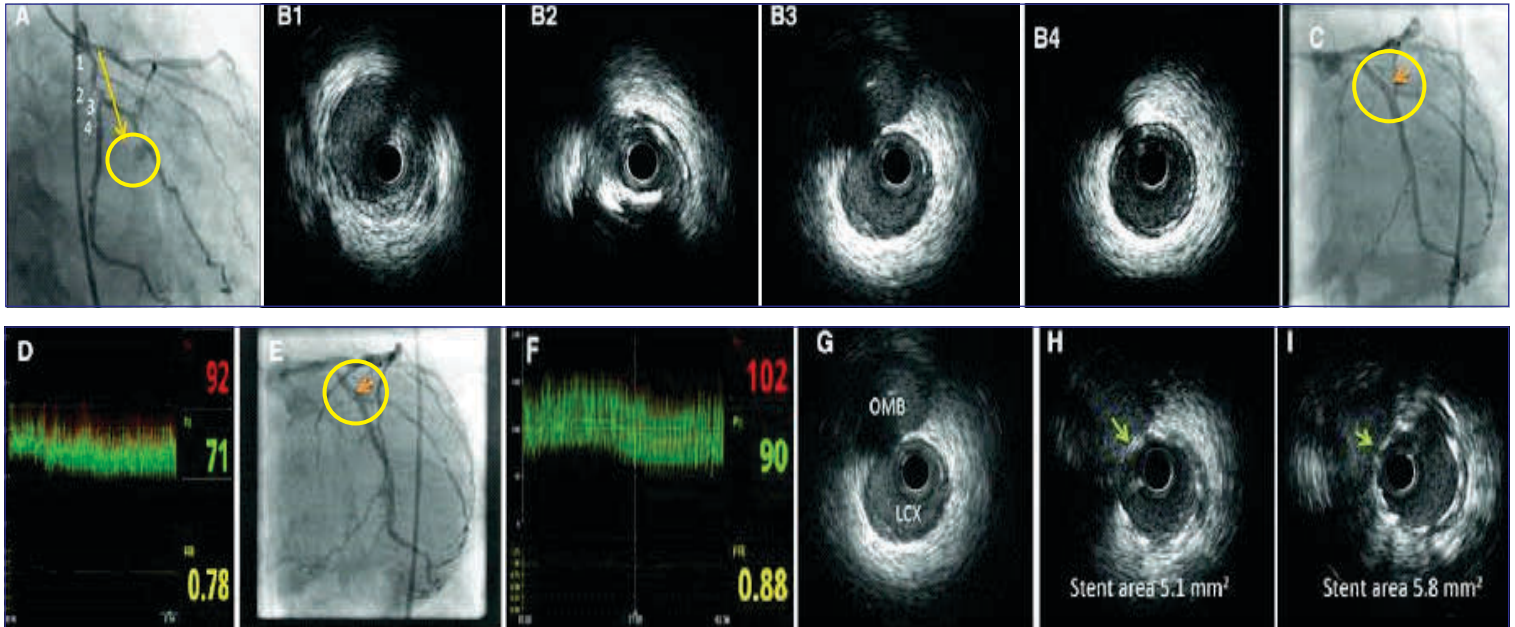 A
1
2
3
4
B1
B2
B3
B4
C
D
92
71
0.78
E
F
102
90
0.88
G
OMB
LCX
H
Stent area 5.1 mm²
I
Stent area 5.8 mm²